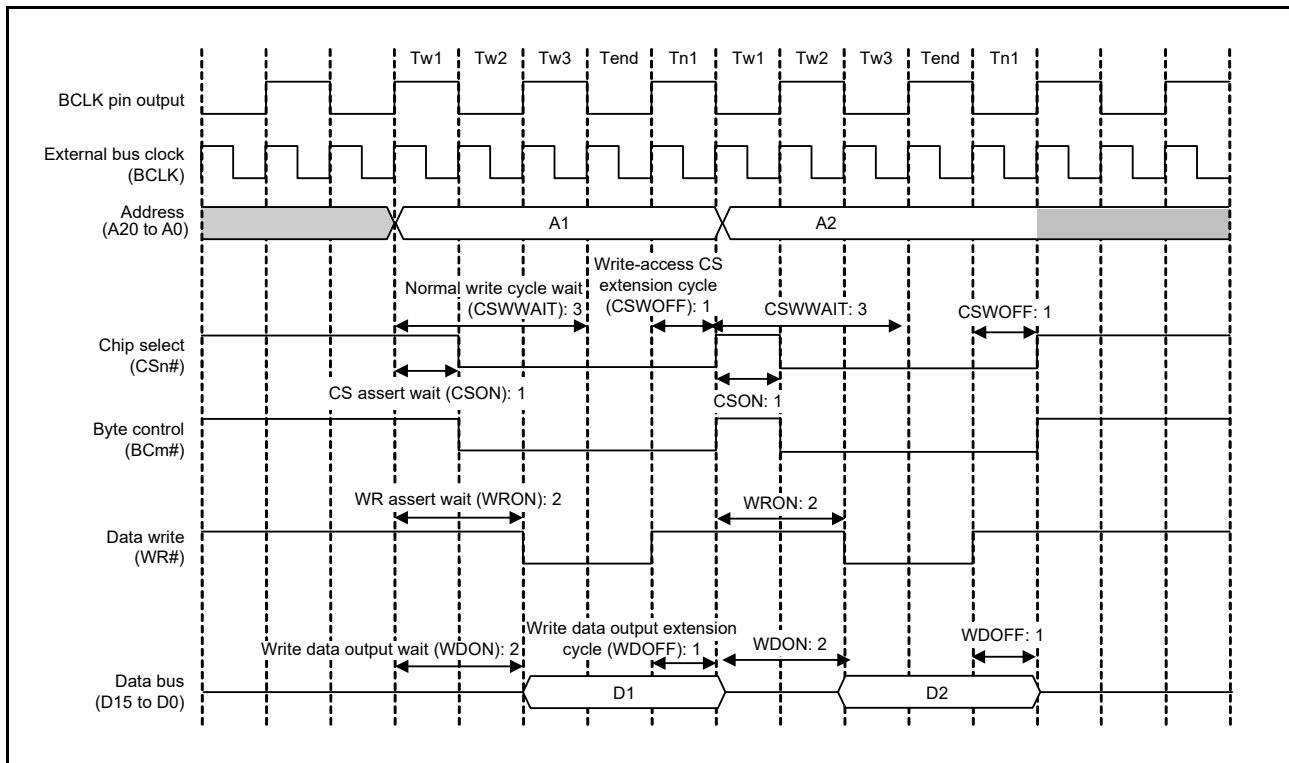 Tw1 Tw2 Tw3 Tend Tn1 Tw1 Tw2 Tw3 Tend Tn1
BCLK pin output
External bus clock
(BCLK)
Address
(A20 to A0)
A1 A2
Write-access CS
extension cycle
(CSWOFF): 1
Normal write cycle wait
(CSWWAIT): 3
CSWWAIT: 3
CSWOFF: 1
Chip select
(CSn#)
CS assert wait (CSON): 1
CSON: 1
Byte control
(BCm#)
WR assert wait (WRON): 2
WRON: 2
Data write
(WR#)
Write data output wait (WDON): 2
Write data output extension
cycle (WDOFF): 1
WDON: 2
WDOFF: 1
Data bus
(D15 to D0)
D1 D2